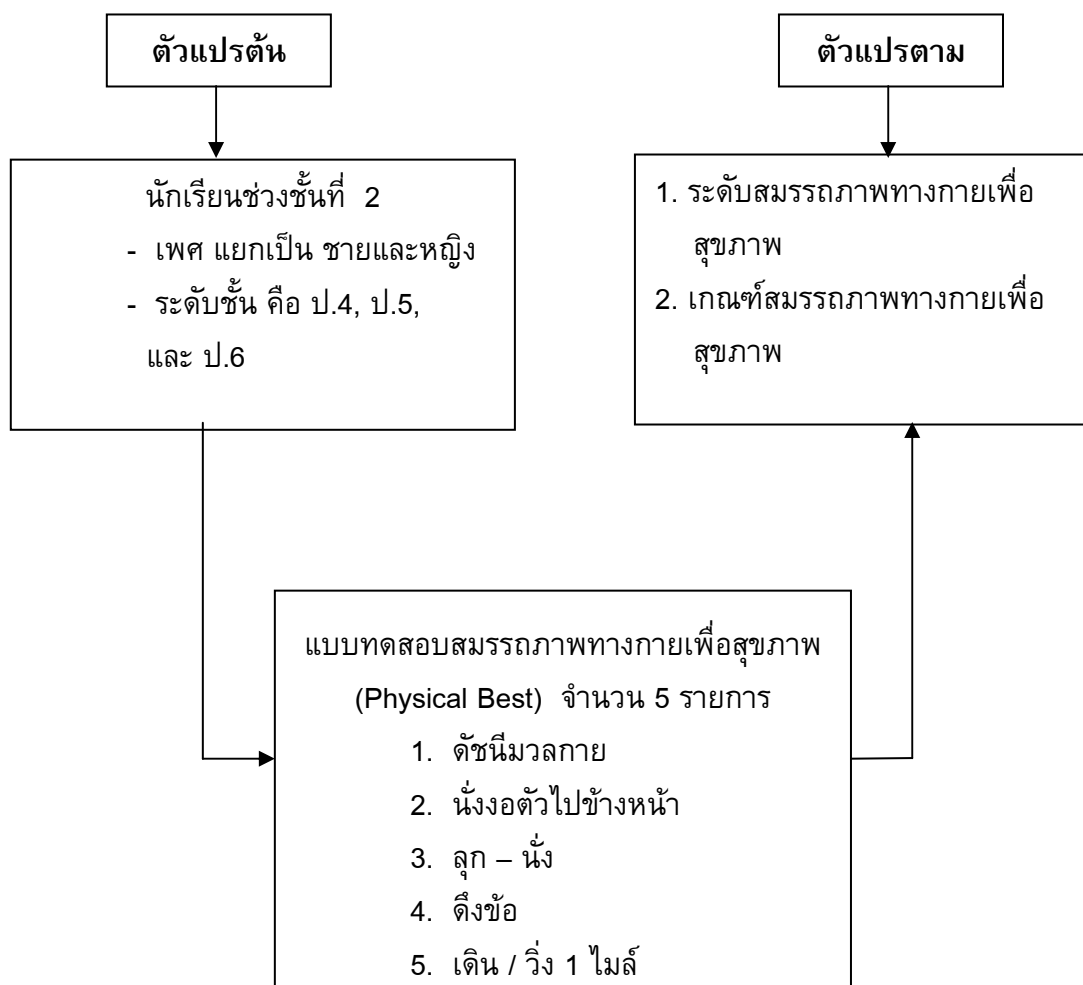 ตัวแปรต้น
ตัวแปรตาม
นักเรียนช่วงชั้นที่ 2
- เพศ แยกเป็น ชายและหญิง
- ระดับชั้น คือ ป.4, ป.5,
และ ป.6
1. ระดับสมรรถภาพทางกายเพื่อ
สุขภาพ
2. เกณฑ์สมรรถภาพทางกายเพื่อ
สุขภาพ
แบบทดสอบสมรรถภาพทางกายเพื่อสุขภาพ
(Physical Best) จำนวน 5 รายการ
1. ดัชนีมวลกาย
2. นั่งงอตัวไปข้างหน้า
3. ลุก – นั่ง
4. ดึงข้อ
5. เดิน / วิ่ง 1 ไมล์